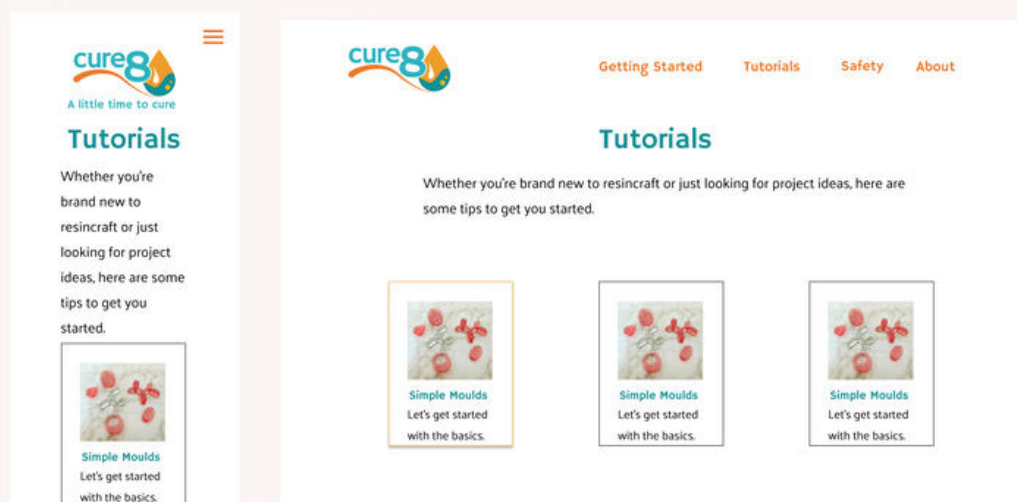 cure8
A little time to cure
Tutorials
Whether you're
brand new to
resincraft or just
looking for project
ideas, here are some
tips to get you
started.
Simple Moulds
Let's get started
with the basics.
cure8
Getting Started Tutorials Safety About
Tutorials
Whether you're brand new to resincraft or just looking for project ideas, here are
some tips to get you started.
Simple Moulds
Let's get started
with the basics.
Simple Moulds
Let's get started
with the basics.
Simple Moulds
Let's get started
with the basics.